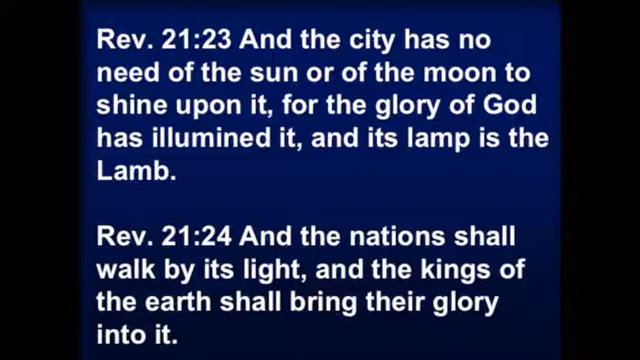 Rev. 21:23 And the city has no
need of the sun or of the moon to
shine upon it, for the glory of God
has illumined it, and its lamp is the
Lamb.
Rev. 21:24 And the nations shall
walk by its light, and the kings of
the earth shall bring their glory
into it.